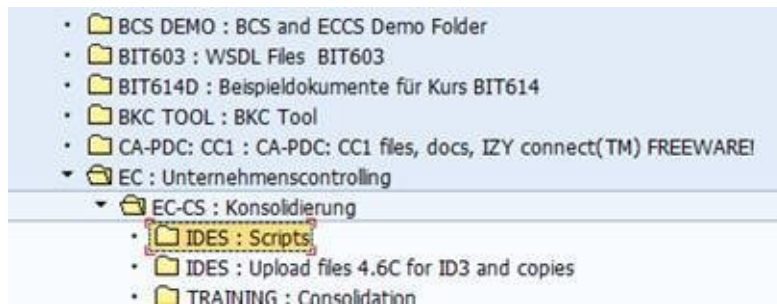 BCS DEMO : BCS and ECCS Demo Folder
BIT603 : WSDL Files BIT603
BIT614D : Beispieldokumente für Kurs BIT614
BKC TOOL : BKC Tool
CA-PDC: CC1 : CA-PDC: CC1 files, docs, IZY connect(TM) FREEWARE!
EC : Unternehmenscontrolling
EC-CS : Konsolidierung
IDES : Scripts
IDES : Upload files 4.6C for ID3 and copies
TRAINING : Consolidation